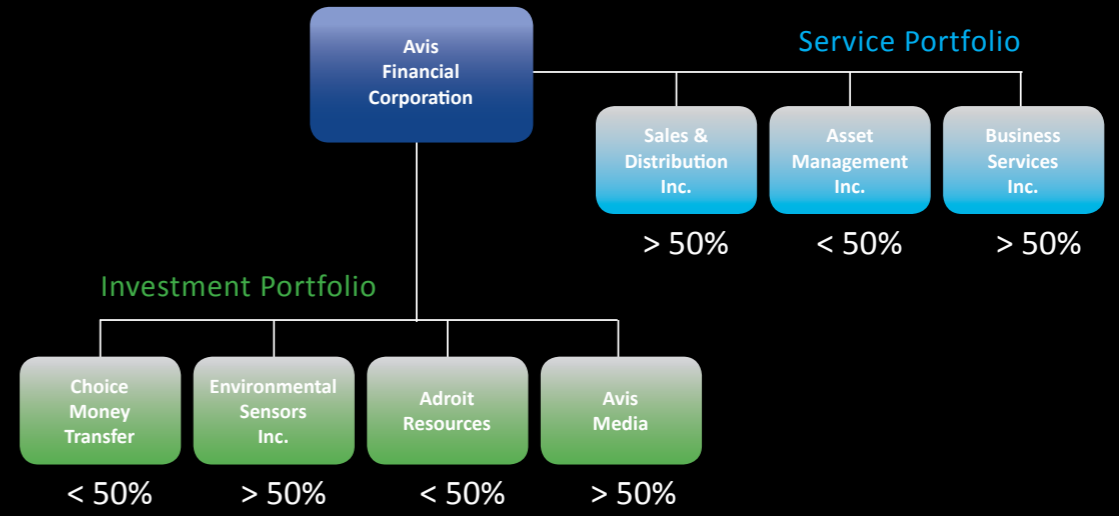 Avis
Financial
Corporation
Service Portfolio
Sales &
Distribution
Inc.
Asset
Management
Inc.
Business
Services
Inc.
> 50%
< 50%
> 50%
Investment Portfolio
Choice
Money
Transfer
Environmental
Sensors
Inc.
Adroit
Resources
Avis
Media
< 50%
> 50%
< 50%
> 50%